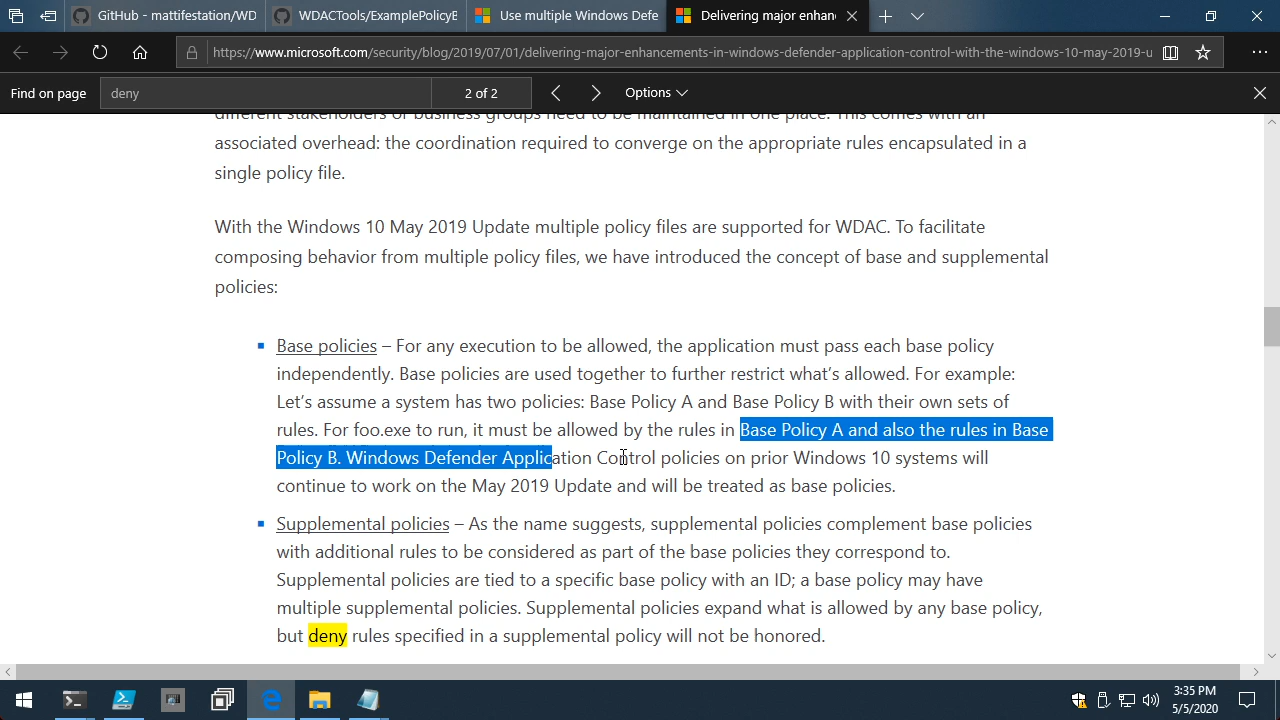 GitHub - mattifestation/WD
WDACTools/ExamplePolicyE
Use multiple Windows Defe
Delivering major enhan
https://www.microsoft.com/security/blog/2019/07/01/delivering-major-enhancements-in-windows-defender-application-control-with-the-windows-10-may-2019-u
Find on page
deny
2 of 2
Options
different stakeholders or business groups need to be maintained in one place. This comes with an
associated overhead: the coordination required to converge on the appropriate rules encapsulated in a
single policy file.
With the Windows 10 May 2019 Update multiple policy files are supported for WDAC. To facilitate
composing behavior from multiple policy files, we have introduced the concept of base and supplemental
policies:
Base policies – For any execution to be allowed, the application must pass each base policy
independently. Base policies are used together to further restrict what's allowed. For example:
Let's assume a system has two policies: Base Policy A and Base Policy B with their own sets of
rules. For foo.exe to run, it must be allowed by the rules in Base Policy A and also the rules in Base
Policy B. Windows Defender Application Control policies on prior Windows 10 systems will
continue to work on the May 2019 Update and will be treated as base policies.
Supplemental policies – As the name suggests, supplemental policies complement base policies
with additional rules to be considered as part of the base policies they correspond to.
Supplemental policies are tied to a specific base policy with an ID; a base policy may have
multiple supplemental policies. Supplemental policies expand what is allowed by any base policy,
but deny rules specified in a supplemental policy will not be honored.
3:35 PM
5/5/2020